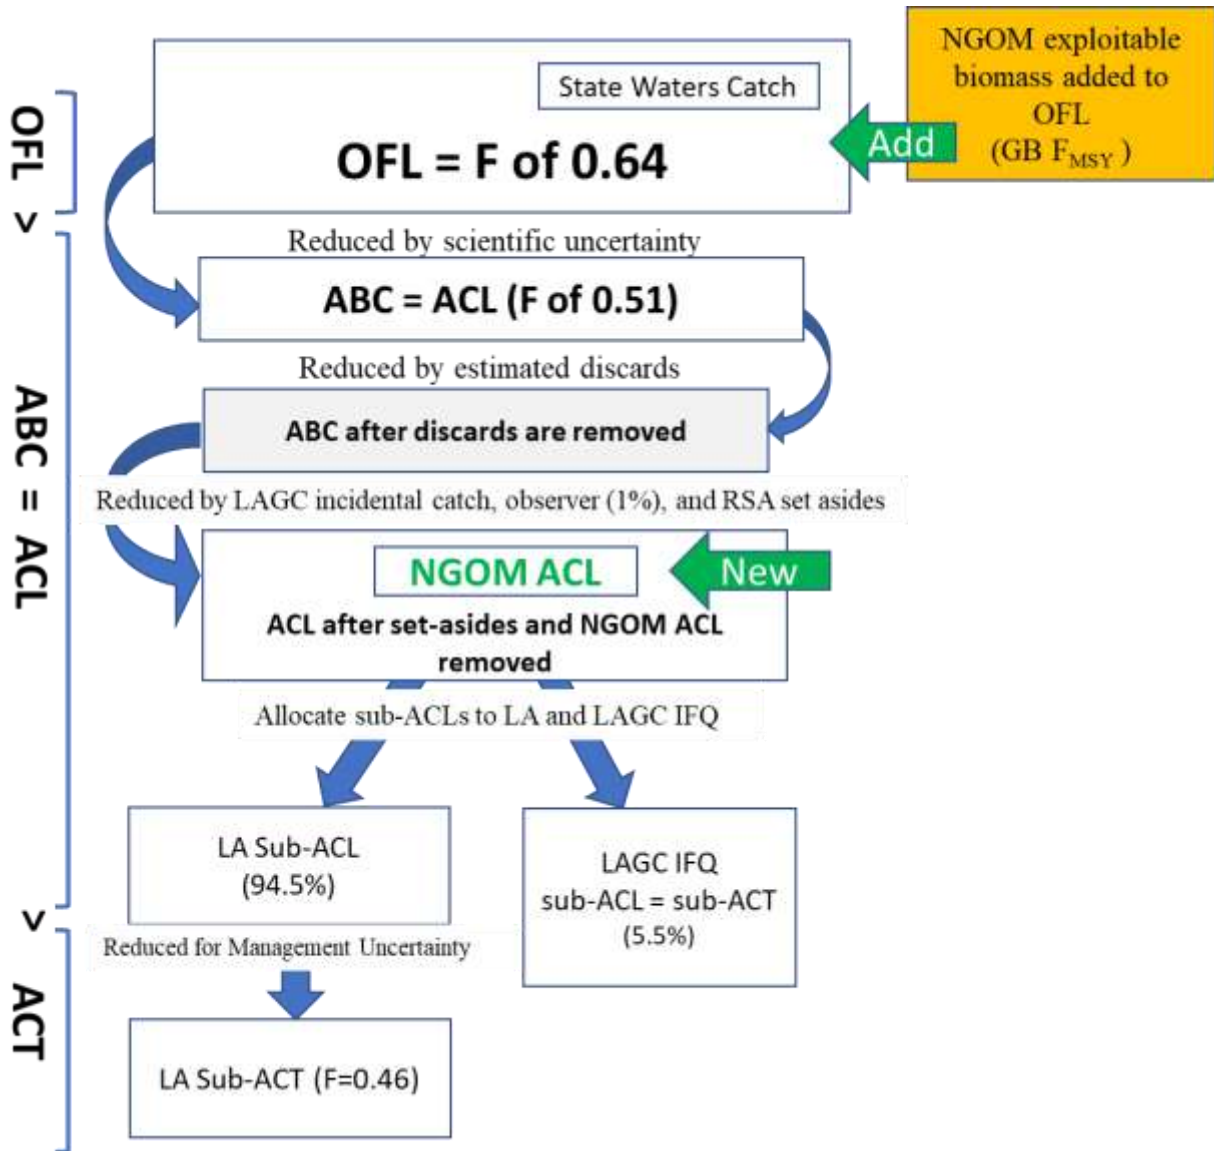 NGOM exploitable
biomass added to
OFL
(GB FMSY )
Add
State Waters Catch
OFL = F of 0.64
OFL
>
Reduced by scientific uncertainty
ABC = ACL (F of 0.51)
Reduced by estimated discards
ABC after discards are removed
ABC = ACL
Reduced by LAGC incidental catch, observer (1%), and RSA set asides
NGOM ACL
New
ACL after set-asides and NGOM ACL
removed
Allocate sub-ACLs to LA and LAGC IFQ
LA Sub-ACL
(94.5%)
LAGC IFQ
sub-ACL = sub-ACT
(5.5%)
>
Reduced for Management Uncertainty
ACT
LA Sub-ACT (F=0.46)